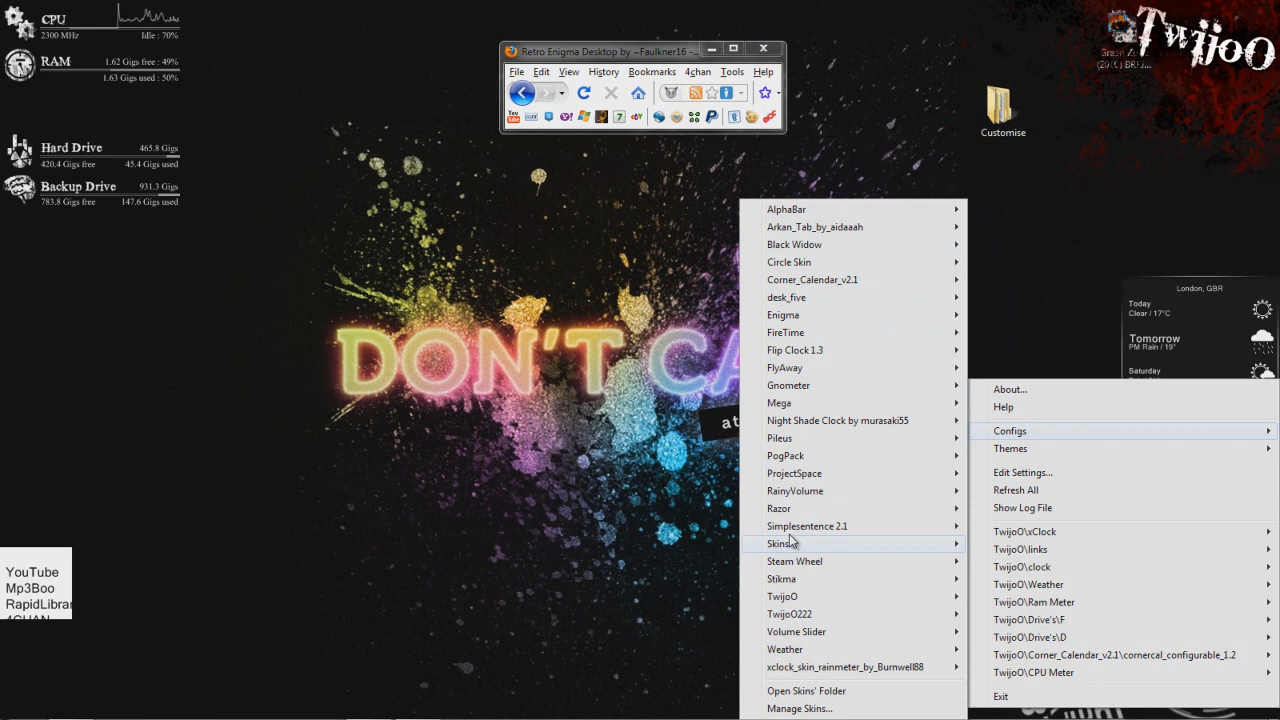 CPU
2300 MHz Idle : 70%
RAM 1.62 Gigs free : 49%
1.63 Gigs used : 50%
Hard Drive 465.8 Gigs
420.4 Gigs free 45.4 Gigs used
Backup Drive 931.3 Gigs
783.8 Gigs free 147.6 Gigs used
Retro Enigma Desktop by ~Faulkner16 -...
File Edit View History Bookmarks 4chan Tools Help
TwijoO
Customise
London, GBR
Today
Clear / 17°C
Tomorrow
PM Rain / 19°
Saturday
DON'T CA
at
AlphaBar
Arkan_Tab_by_aidaaah
Black Widow
Circle Skin
Corner_Calendar_v2.1
desk_five
Enigma
FireTime
Flip Clock 1.3
FlyAway
Gnometer
Mega
Night Shade Clock by murasaki55
Pileus
PogPack
ProjectSpace
RainyVolume
Razor
Simplesentence 2.1
Skins
Steam Wheel
Stikma
TwijoO
TwijoO222
Volume Slider
Weather
xclock_skin_rainmeter_by_Burnwell88
Open Skins' Folder
Manage Skins...
About...
Help
Configs
Themes
Edit Settings...
Refresh All
Show Log File
TwijoO\xClock
TwijoO\links
TwijoO\clock
TwijoO\Weather
TwijoO\Ram Meter
TwijoO\Drive's\F
TwijoO\Drive's\D
TwijoO\Corner_Calendar_v2.1\cornercal_configurable_1.2
TwijoO\CPU Meter
Exit
YouTube
Mp3Boo
RapidLibrar
4CHAN